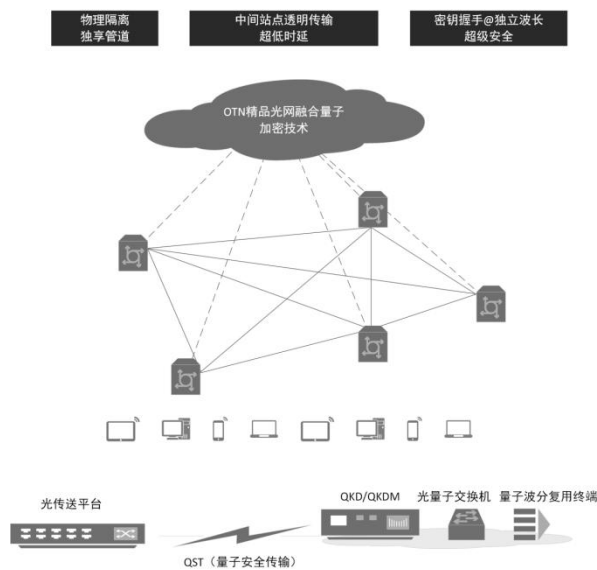 物理隔离
独享管道
中间站点透明传输
超低时延
密钥握手@独立波长
超级安全
OTN精品光网融合量子
加密技术
光传送平台
QKD/QKDM
光量子交换机
量子波分复用终端
QST（量子安全传输）